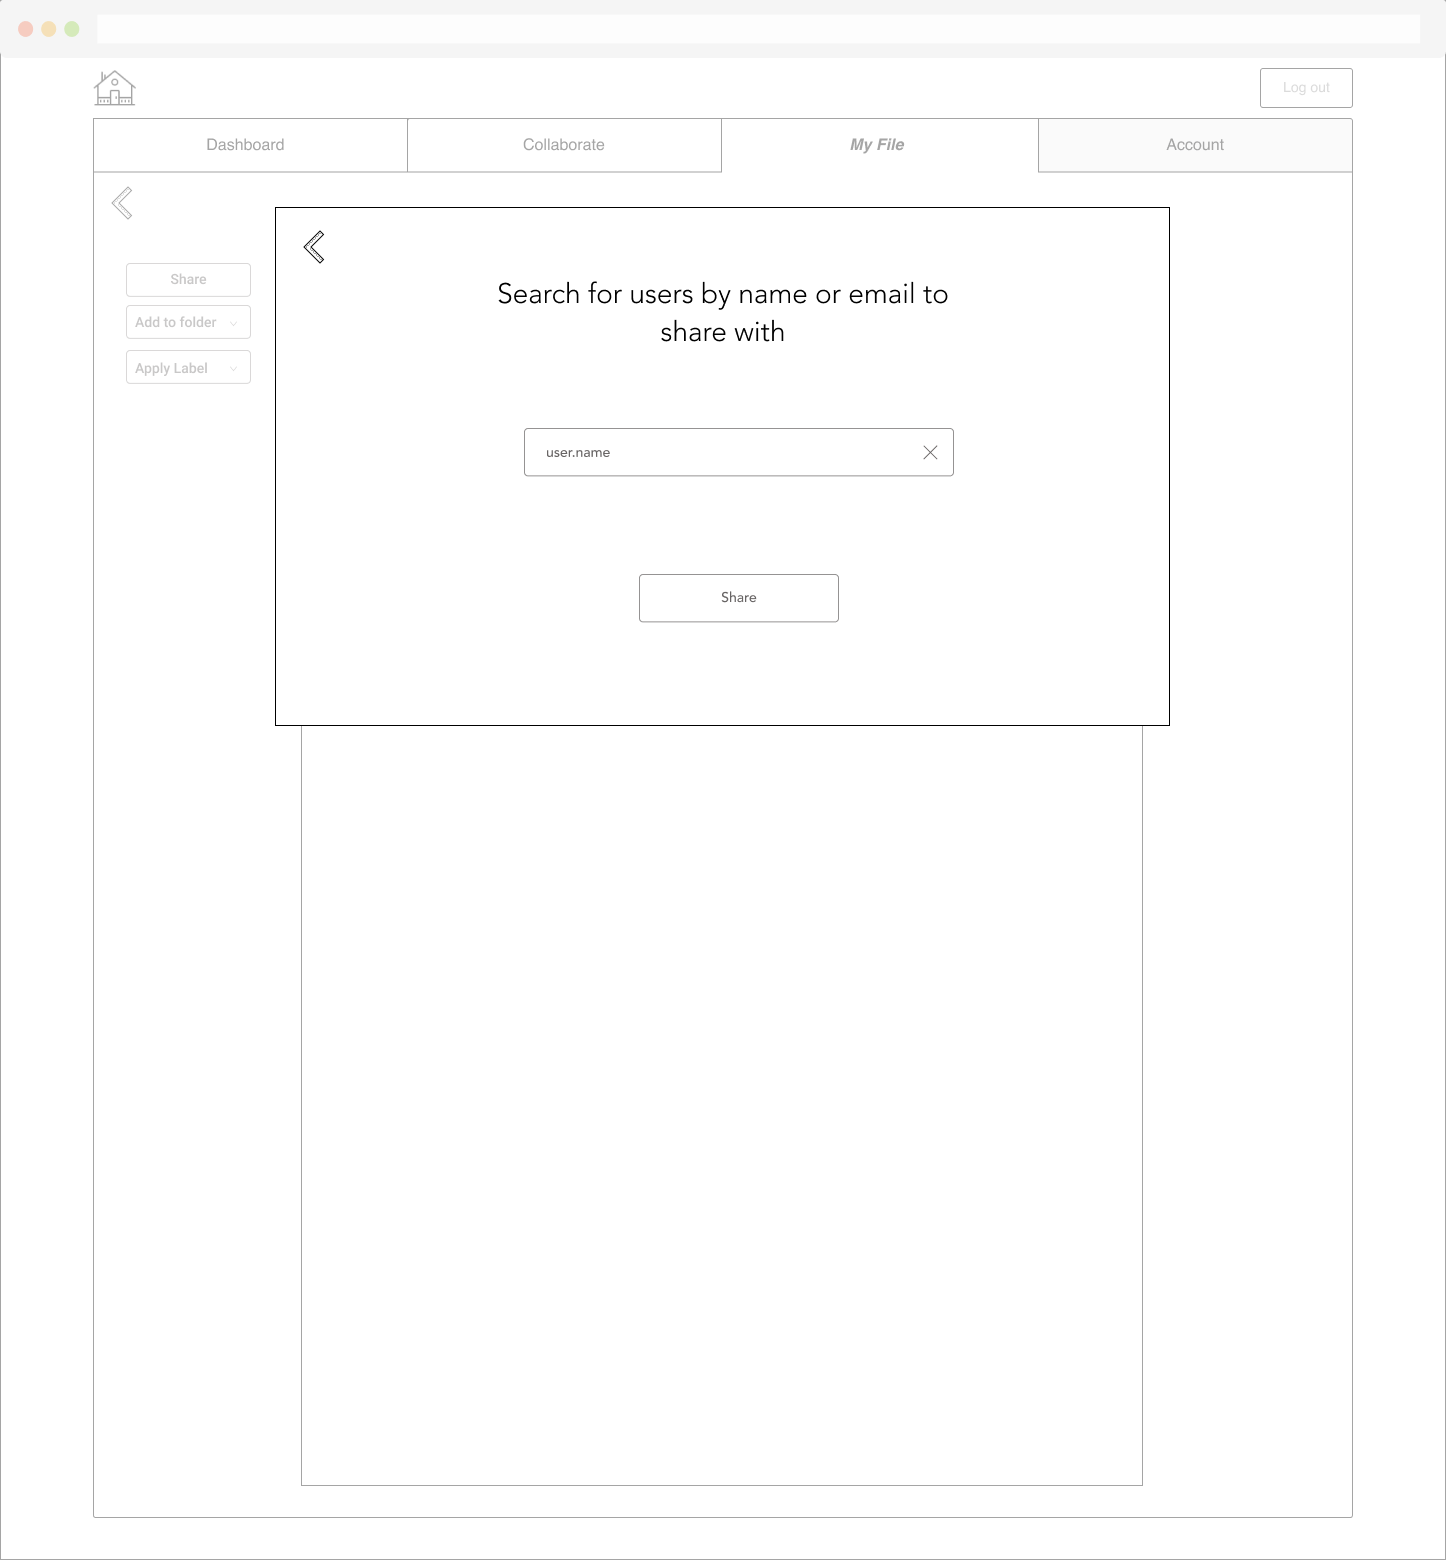 Log out
Dashboard
Collaborate
My File
Account
Share
Add to folder
Apply Label
Search for users by name or email to
share with
user.name
Share